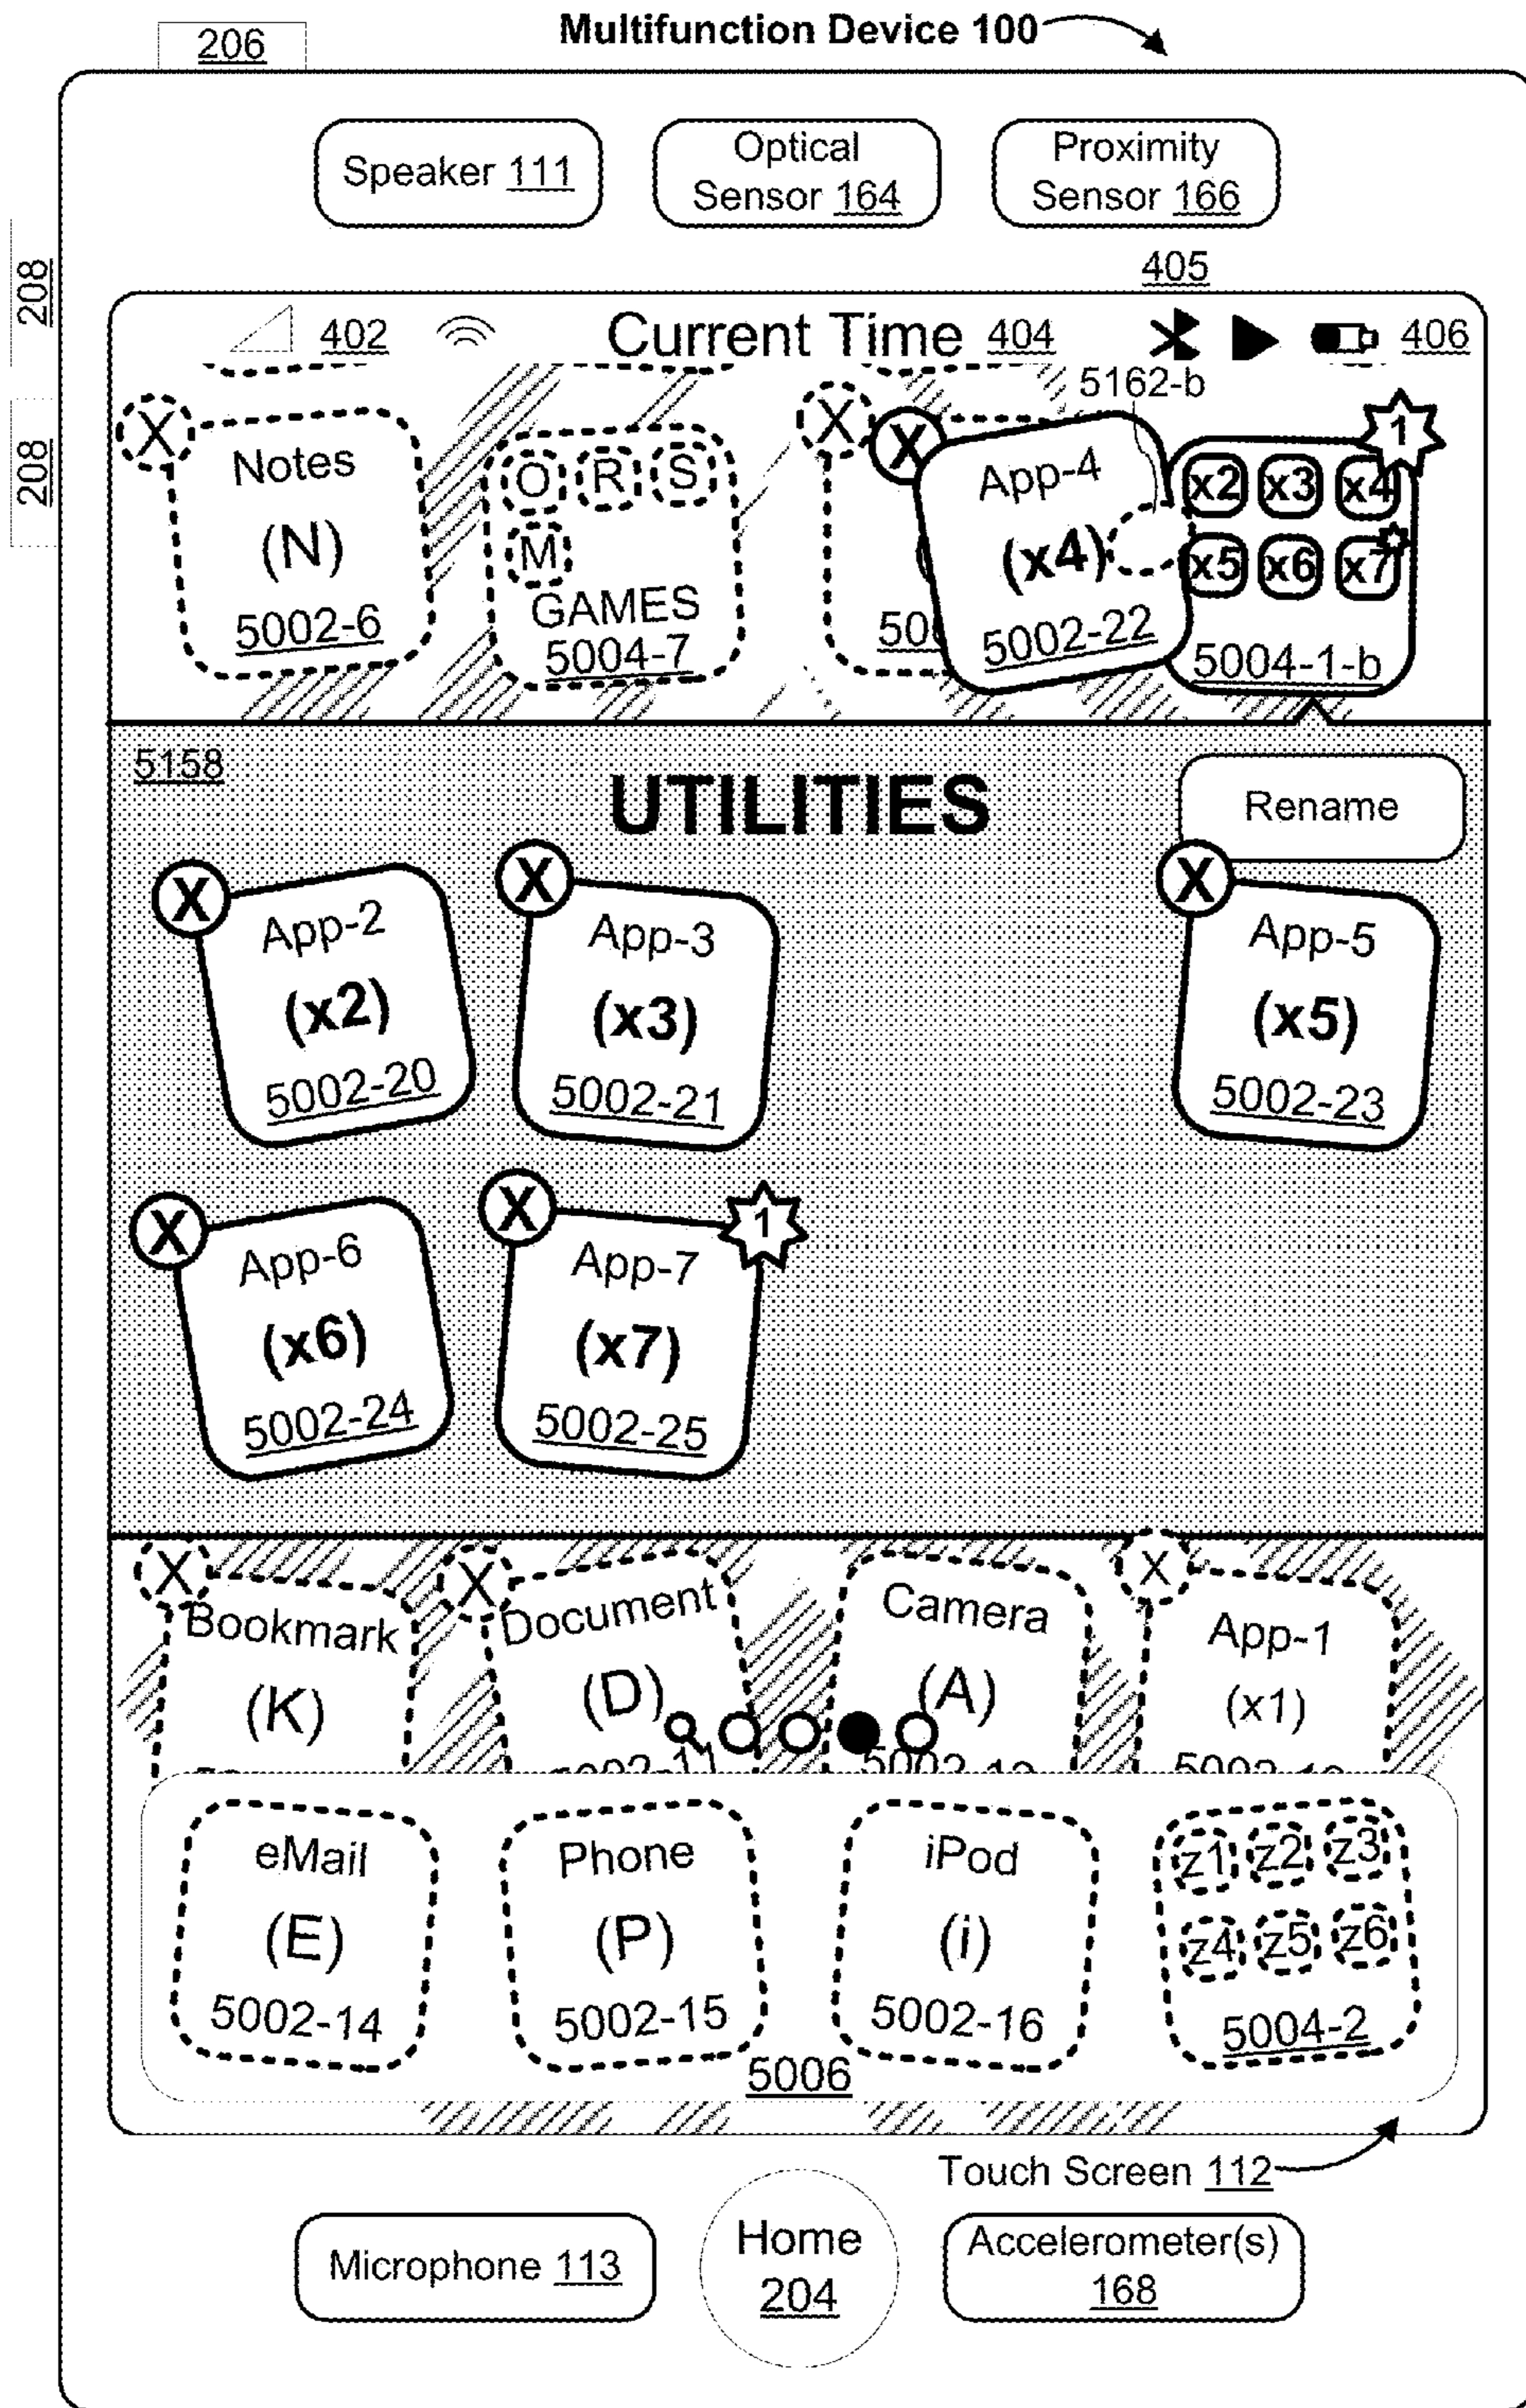 206
Multifunction Device 100
Speaker 111
Optical
Sensor 164
Proximity
Sensor 166
208
208
405
402
Current Time 404
406
5162-b
X
Notes
(N)
5002-6
O R S
M
GAMES
5004-7
X
50
X
App-4
(x4)
5002-22
1
x2 x3 x4
x5 x6 x7
5004-1-b
5158
UTILITIES
Rename
X
App-2
(x2)
5002-20
X
App-3
(x3)
5002-21
X
App-5
(x5)
5002-23
X
App-6
(x6)
5002-24
X
1
App-7
(x7)
5002-25
X
Bookmark
(K)
X
Document
(D)
Camera
(A)
X
App-1
(x1)
eMail
(E)
5002-14
Phone
(P)
5002-15
iPod
(i)
5002-16
z1 z2 z3
z4 z5 z6
5004-2
5006
Touch Screen 112
Microphone 113
Home
204
Accelerometer(s)
168